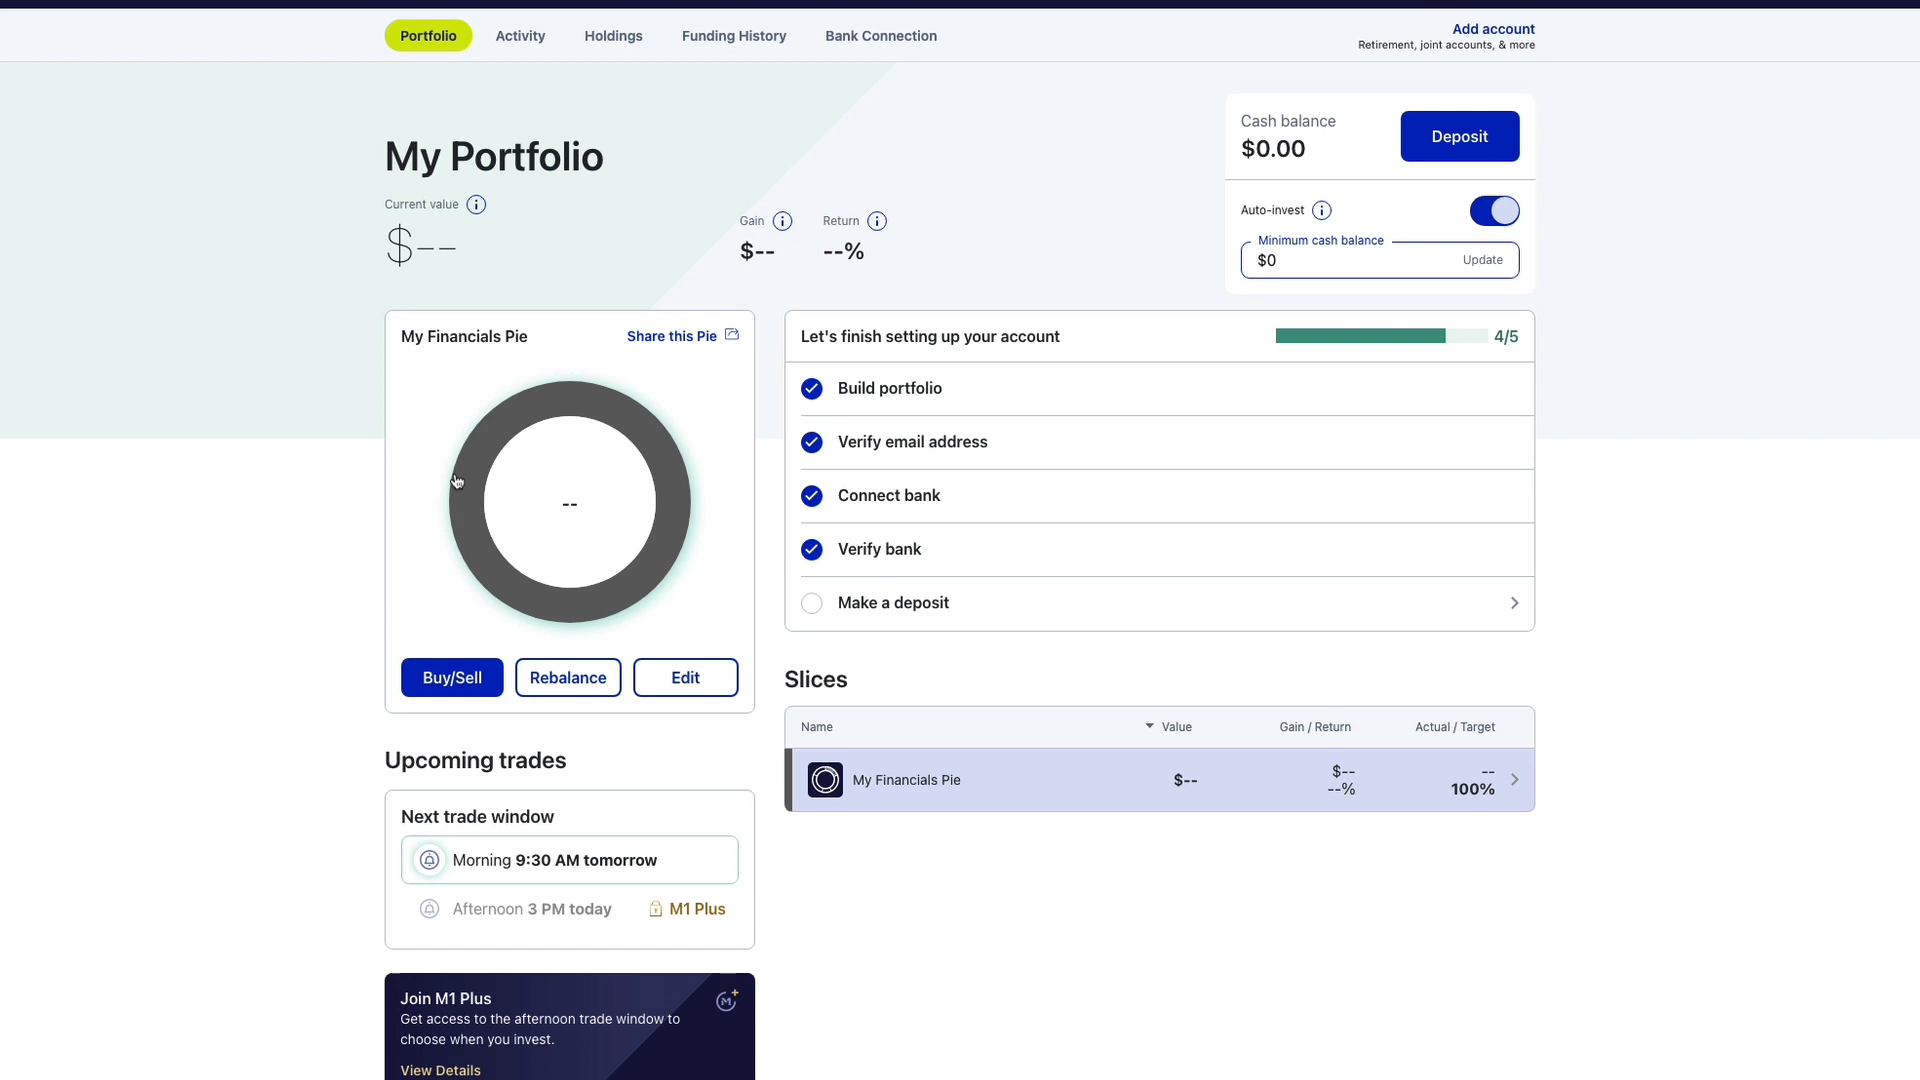 Portfolio
Activity
Holdings
Funding History
Bank Connection
Add account
Retirement, joint accounts, & more
My Portfolio
Current value
$--
Gain
$--
Return
--%
Cash balance
$0.00
Deposit
Auto-invest
Minimum cash balance
$0
Update
My Financials Pie
Share this Pie
--
Buy/Sell
Rebalance
Edit
Let's finish setting up your account
4/5
Build portfolio
Verify email address
Connect bank
Verify bank
Make a deposit
Slices
Name
Value
Gain / Return
Actual / Target
My Financials Pie
$--
$--
--%
--
100%
Upcoming trades
Next trade window
Morning 9:30 AM tomorrow
Afternoon 3 PM today
M1 Plus
Join M1 Plus
Get access to the afternoon trade window to
choose when you invest.
View Details